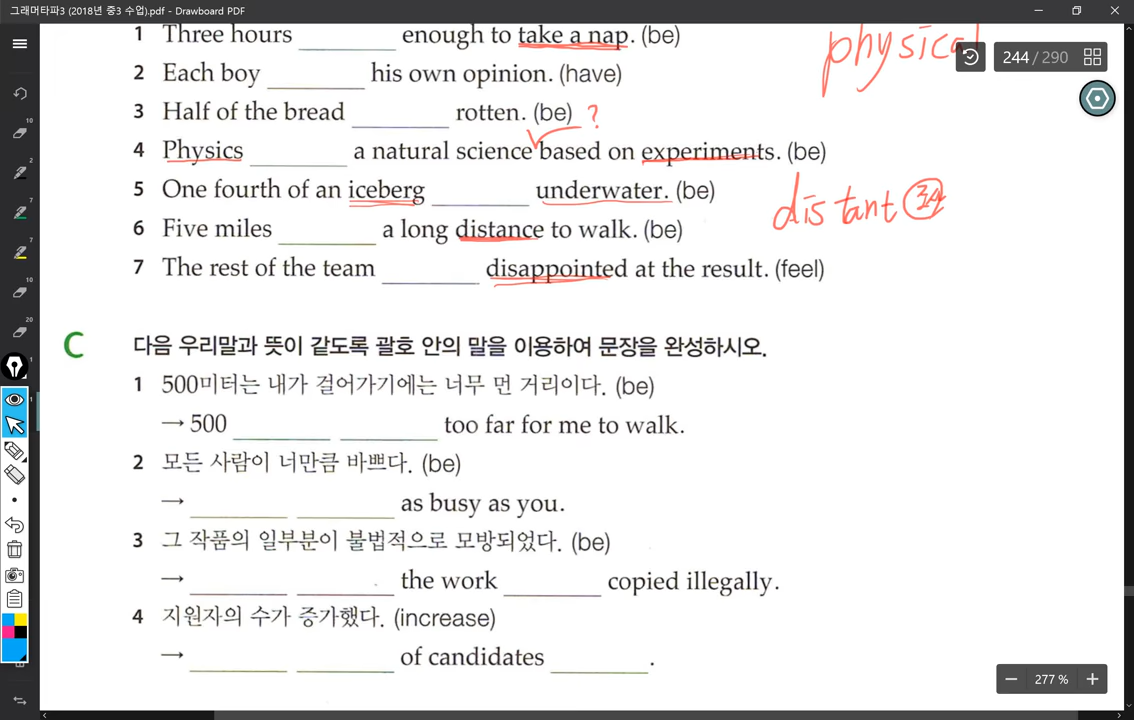 그래머타파3 (2018년 중3 수업).pdf - Drawboard PDF
1 Three hours ________ enough to take a nap. (be)
physical
244 / 290
2 Each boy ________ his own opinion. (have)
3 Half of the bread ________ rotten. (be) ?
4 Physics ________ a natural science based on experiments. (be)
5 One fourth of an iceberg ________ underwater. (be)
distant
6 Five miles ________ a long distance to walk. (be)
7 The rest of the team ________ disappointed at the result. (feel)
C 다음 우리말과 뜻이 같도록 괄호 안의 말을 이용하여 문장을 완성하시오.
1 500미터는 내가 걸어가기에는 너무 먼 거리이다. (be)
→ 500 ________ ________ too far for me to walk.
2 모든 사람이 너만큼 바쁘다. (be)
→ ________ ________ as busy as you.
3 그 작품의 일부분이 불법적으로 모방되었다. (be)
→ ________ ________ the work ________ copied illegally.
4 지원자의 수가 증가했다. (increase)
→ ________ ________ of candidates ________.
277 %
10
2
7
7
10
20
1
1